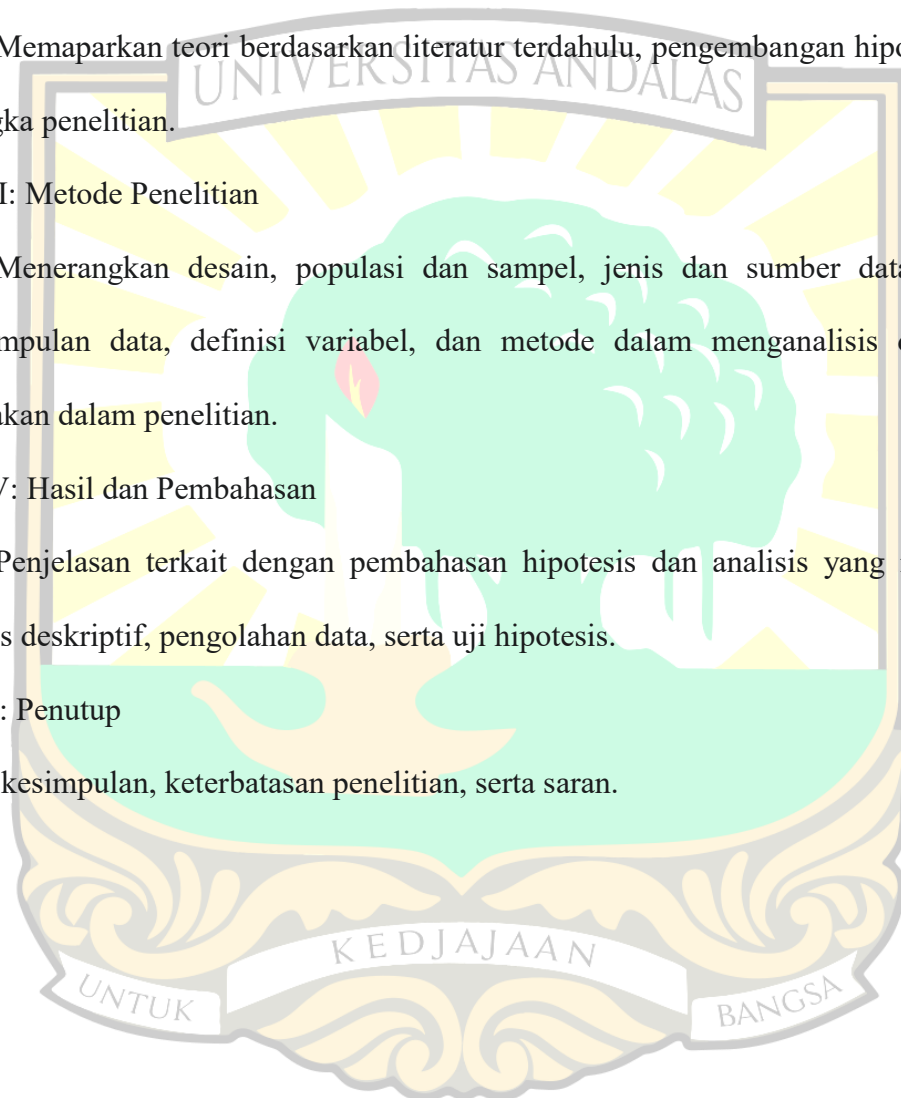 Memaparkan teori berdasarkan literatur terdahulu, pengembangan hipo
UNIVERSITAS ANDALAS
gka penelitian.
I: Metode Penelitian
Menerangkan desain, populasi dan sampel, jenis dan sumber data
mpulan data, definisi variabel, dan metode dalam menganalisis
akan dalam penelitian.
V: Hasil dan Pembahasan
Penjelasan terkait dengan pembahasan hipotesis dan analisis yang
s deskriptif, pengolahan data, serta uji hipotesis.
: Penutup
kesimpulan, keterbatasan penelitian, serta saran.
KEDJAJAAN
UNTUK
BANGSA